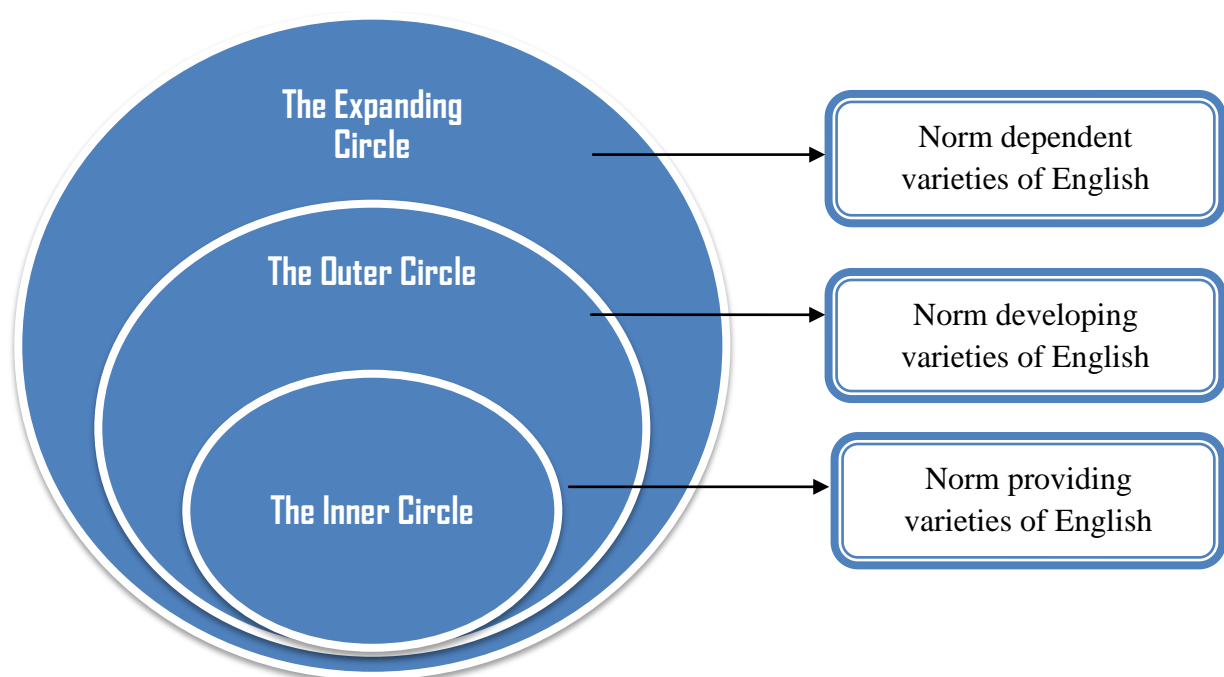 The Expanding
Circle
Norm dependent
varieties of English
The Outer Circle
Norm developing
varieties of English
The Inner Circle
Norm providing
varieties of English